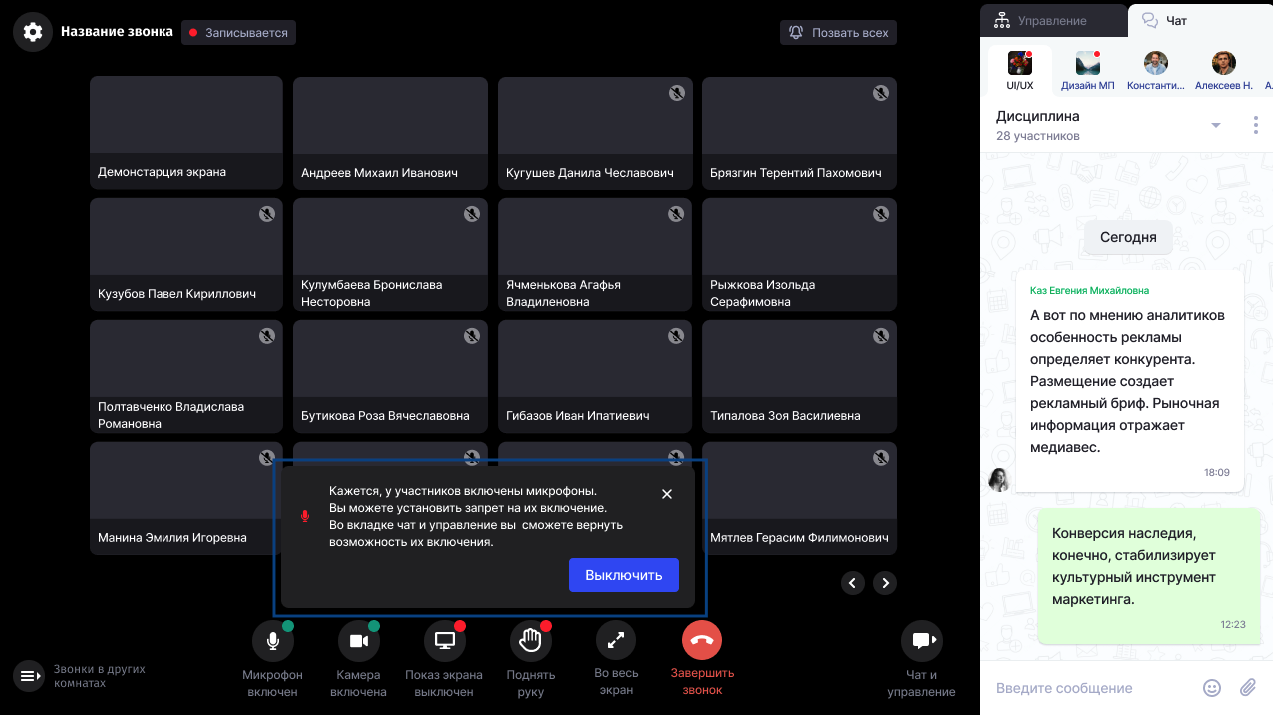 Название звонка
Записывается
Позвать всех
Демонстарция экрана
Андреев Михаил Иванович
Кугушев Данила Чеславович
Брязгин Терентий Пахомович
Кузубов Павел Кириллович
Кулумбаева Бронислава
Несторовна
Ячменькова Агафья
Владиленовна
Рыжкова Изольда
Серафимовна
Полтавченко Владислава
Романовна
Бутикова Роза Вячеславовна
Гибазов Иван Ипатиевич
Типалова Зоя Василиевна
Манина Эмилия Игоревна
Мятлев Герасим Филимонович
Кажется, у участников включены микрофоны.
Вы можете установить запрет на их включение.
Во вкладке чат и управление вы сможете вернуть
возможность их включения.
Выключить
Звонки в других
комнатах
Микрофон
включен
Камера
включена
Показ экрана
выключен
Поднять
руку
Во весь
экран
Завершить
звонок
Чат и
управление
Управление
Чат
UI/UX
Дизайн МП
Константи...
Алексеев Н.
А
Дисциплина
28 участников
Сегодня
Каз Евгения Михайловна
А вот по мнению аналитиков
особенность рекламы
определяет конкурента.
Размещение создает
рекламный бриф. Рыночная
информация отражает
медиавес.
18:09
Конверсия наследия,
конечно, стабилизирует
культурный инструмент
маркетинга.
12:23
Введите сообщение